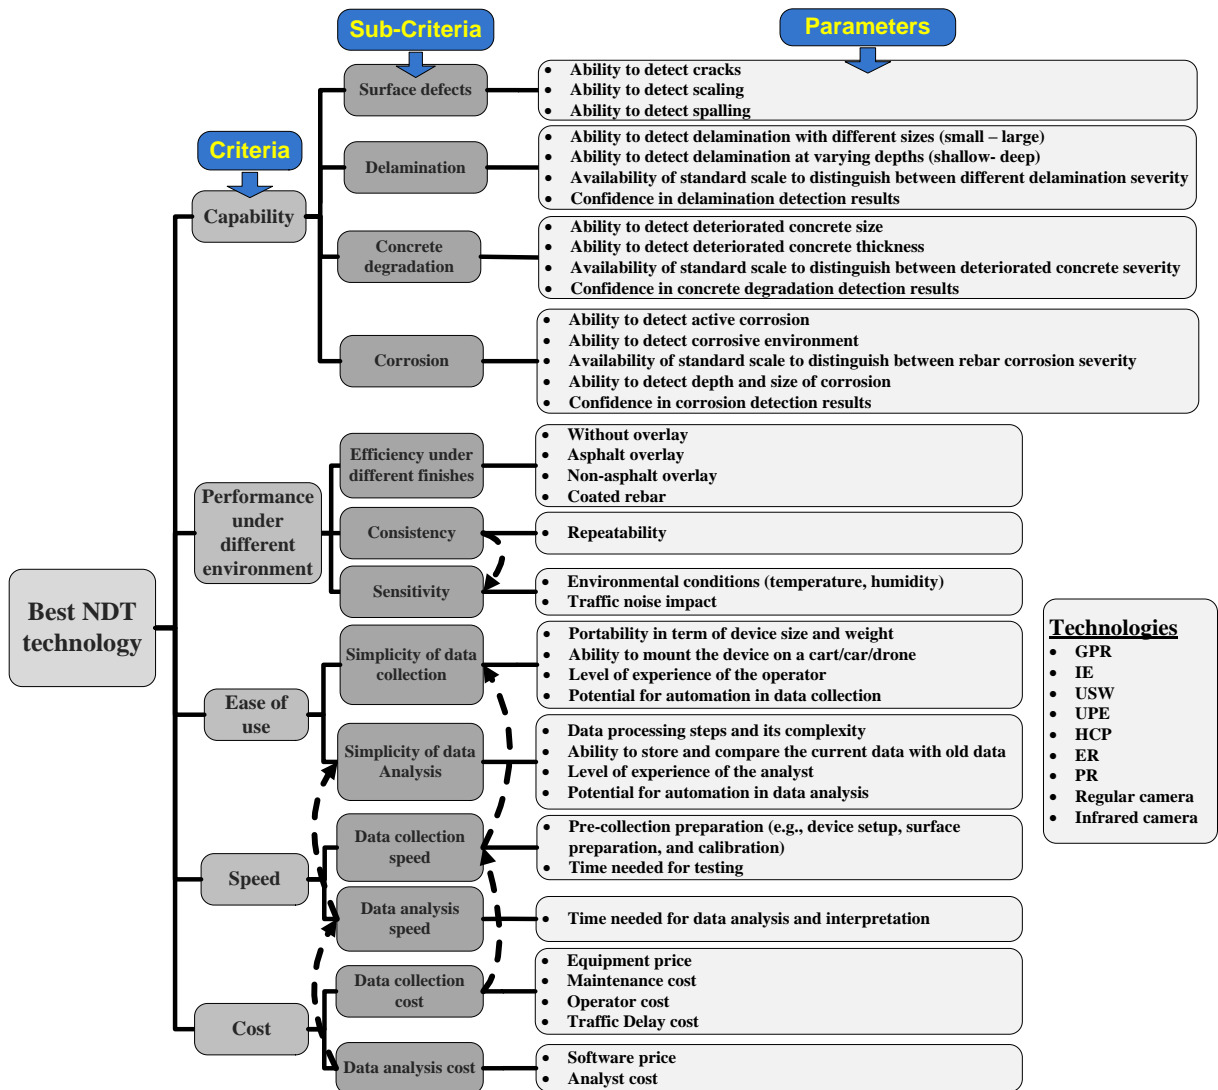 Sub-Criteria
Parameters
Criteria
Surface defects
• Ability to detect cracks
• Ability to detect scaling
• Ability to detect spalling
Capability
Delamination
• Ability to detect delamination with different sizes (small – large)
• Ability to detect delamination at varying depths (shallow- deep)
• Availability of standard scale to distinguish between different delamination severity
• Confidence in delamination detection results
Concrete
degradation
• Ability to detect deteriorated concrete size
• Ability to detect deteriorated concrete thickness
• Availability of standard scale to distinguish between deteriorated concrete severity
• Confidence in concrete degradation detection results
Corrosion
• Ability to detect active corrosion
• Ability to detect corrosive environment
• Availability of standard scale to distinguish between rebar corrosion severity
• Ability to detect depth and size of corrosion
• Confidence in corrosion detection results
Best NDT
technology
Performance
under
different
environment
Efficiency under
different finishes
• Without overlay
• Asphalt overlay
• Non-asphalt overlay
• Coated rebar
Consistency
• Repeatability
Sensitivity
• Environmental conditions (temperature, humidity)
• Traffic noise impact
Ease of
use
Simplicity of data
collection
• Portability in term of device size and weight
• Ability to mount the device on a cart/car/drone
• Level of experience of the operator
• Potential for automation in data collection
Simplicity of data
Analysis
• Data processing steps and its complexity
• Ability to store and compare the current data with old data
• Level of experience of the analyst
• Potential for automation in data analysis
Speed
Data collection
speed
• Pre-collection preparation (e.g., device setup, surface
preparation, and calibration)
• Time needed for testing
Data analysis
speed
• Time needed for data analysis and interpretation
Cost
Data collection
cost
• Equipment price
• Maintenance cost
• Operator cost
• Traffic Delay cost
Data analysis cost
• Software price
• Analyst cost
Technologies
• GPR
• IE
• USW
• UPE
• HCP
• ER
• PR
• Regular camera
• Infrared camera